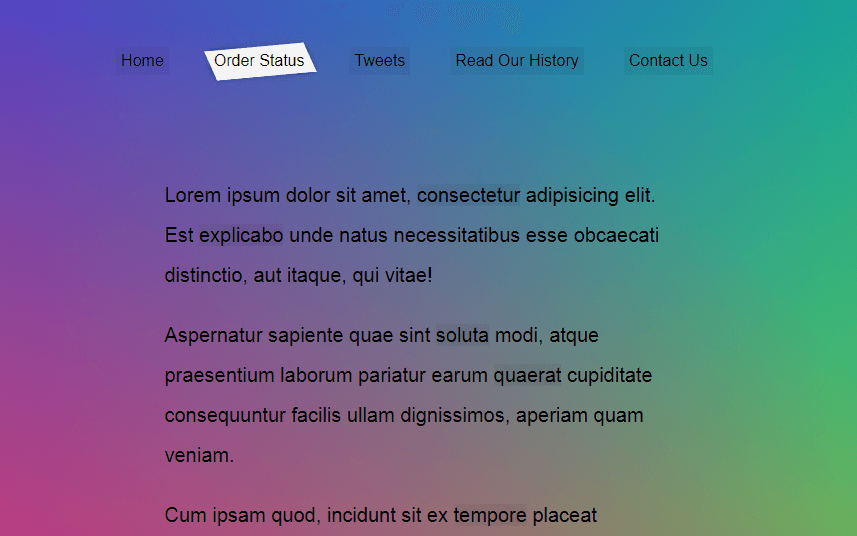 Home Order Status Tweets Read Our History Contact Us
Lorem ipsum dolor sit amet, consectetur adipisicing elit.
Est explicabo unde natus necessitatibus esse obcaecati
distinctio, aut itaque, qui vitae!
Aspernatur sapiente quae sint soluta modi, atque
praesentium laborum pariatur earum quaerat cupiditate
consequuntur facilis ullam dignissimos, aperiam quam
veniam.
Cum ipsam quod, incidunt sit ex tempore placeat